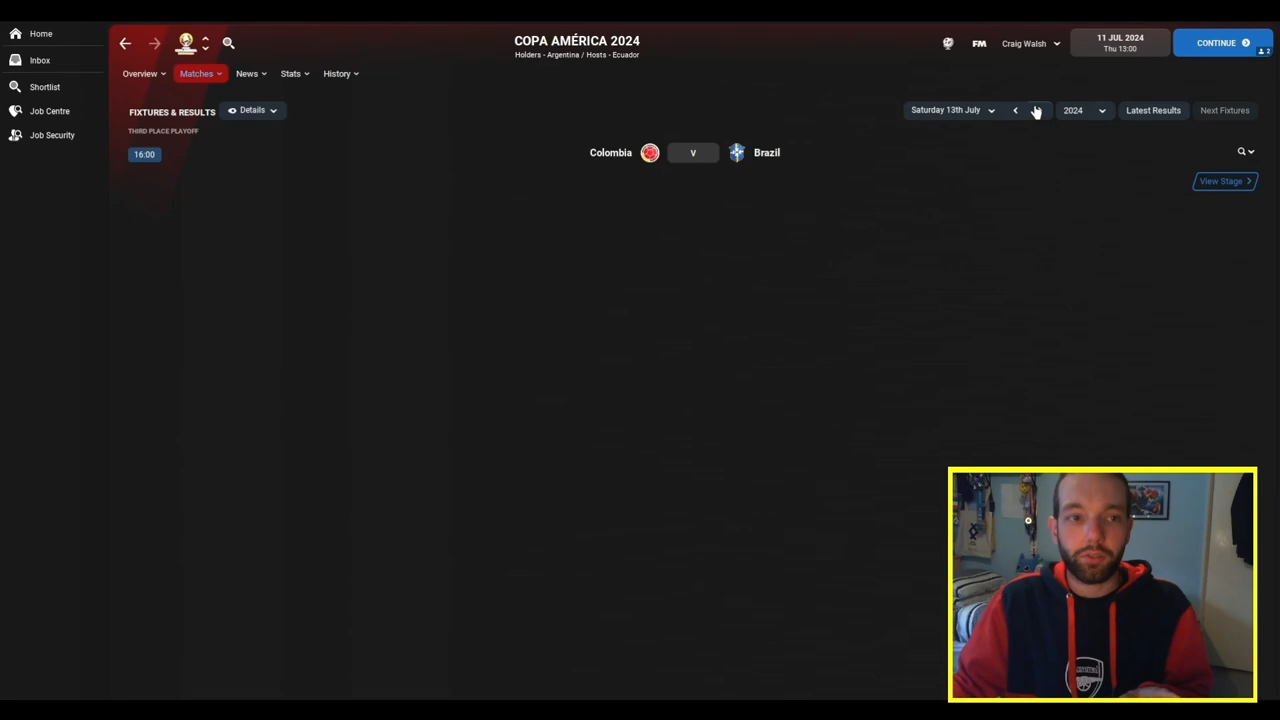 Home
Inbox
Shortlist
Job Centre
Job Security
COPA AMÉRICA 2024
Holders - Argentina / Hosts - Ecuador
FM
Craig Walsh
11 JUL 2024
Thu 13:00
CONTINUE
2
Overview
Matches
News
Stats
History
FIXTURES & RESULTS
Details
Saturday 13th July
2024
Latest Results
Next Fixtures
THIRD PLACE PLAYOFF
16:00
Colombia
V
Brazil
View Stage